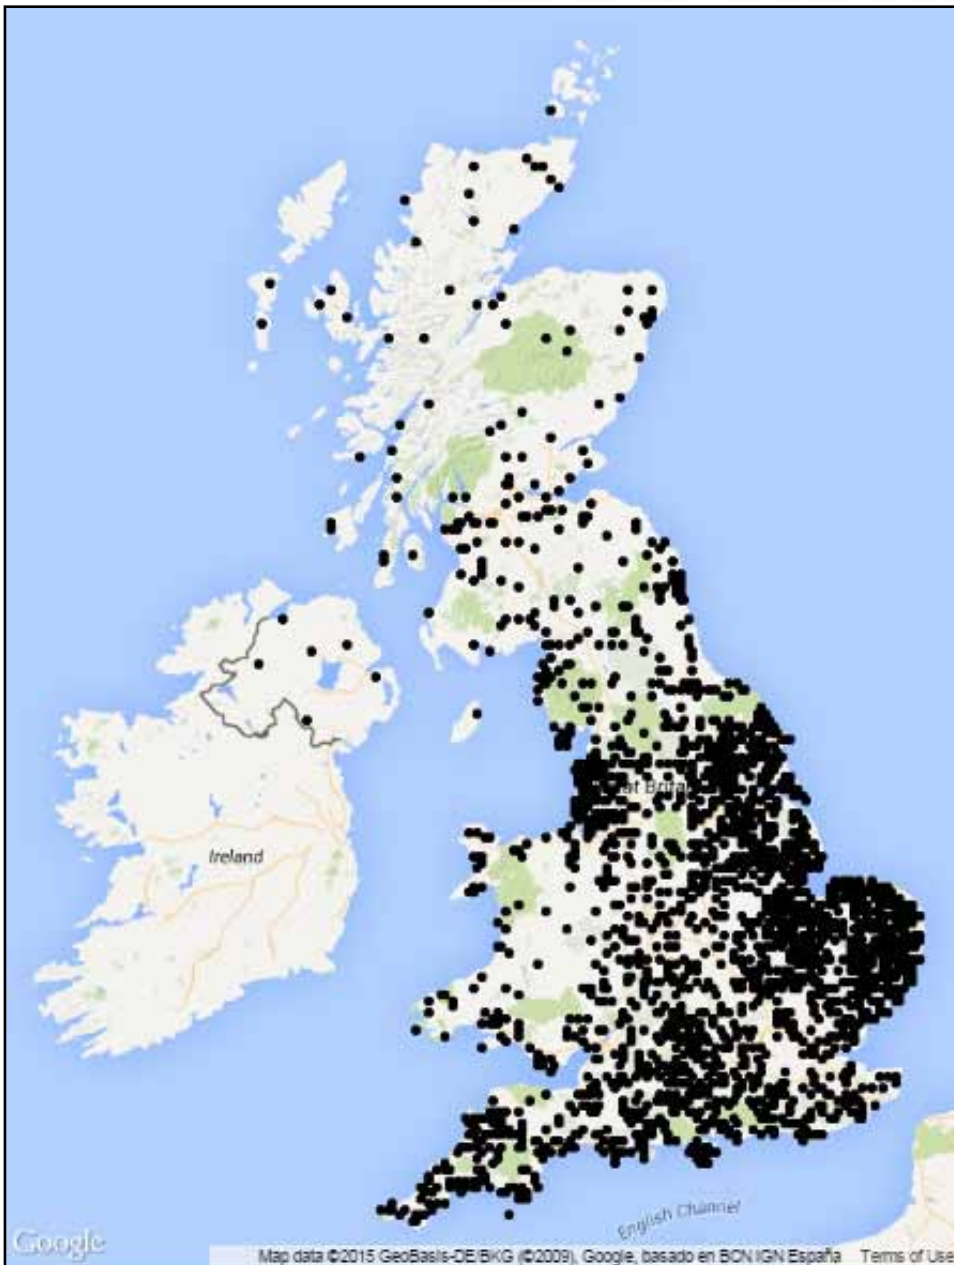 Ireland
English Channel
Google
Map data ©2015 GeoBasis-DE/BKG (©2009), Google, basado en BCN IGN España Terms of Use